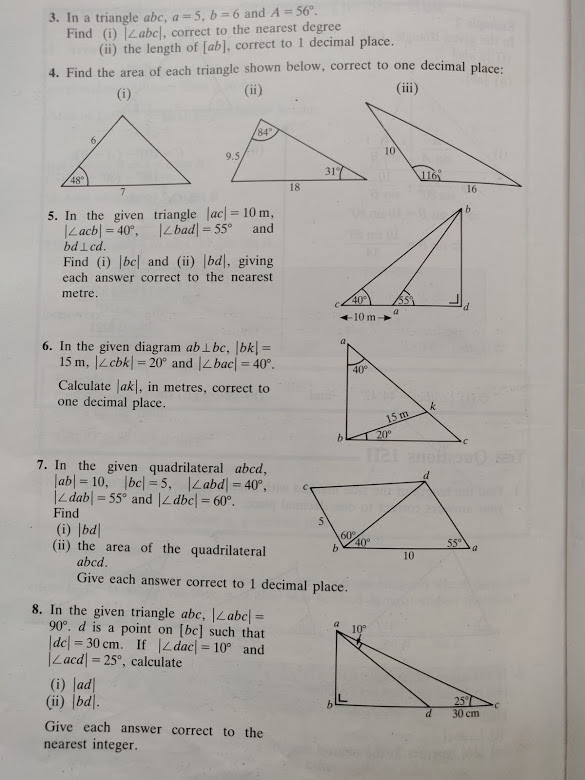 3. In a triangle abc, a = 5, b = 6 and A = 56°.
Find (i) |∠abc|, correct to the nearest degree
(ii) the length of [ab], correct to 1 decimal place.
4. Find the area of each triangle shown below, correct to one decimal place:
(i) (ii) (iii)
6
48°
7
84°
9.5
31°
18
10
116°
16
5. In the given triangle |ac| = 10 m,
|∠acb| = 40°, |∠bad| = 55° and
bd⊥cd.
Find (i) |bc| and (ii) |bd|, giving
each answer correct to the nearest
metre.
b
c
40°
55°
a
d
10 m
6. In the given diagram ab⊥bc, |bk| =
15 m, |∠cbk| = 20° and |∠bac| = 40°.
Calculate |ak|, in metres, correct to
one decimal place.
a
40°
k
15 m
20°
b
c
7. In the given quadrilateral abcd,
|ab| = 10, |bc| = 5, |∠abd| = 40°,
|∠dab| = 55° and |∠dbc| = 60°.
Find
(i) |bd|
(ii) the area of the quadrilateral
abcd.
Give each answer correct to 1 decimal place.
d
c
5
60°
40°
55°
b
a
10
8. In the given triangle abc, |∠abc| =
90°. d is a point on [bc] such that
|dc| = 30 cm. If |∠dac| = 10° and
|∠acd| = 25°, calculate
(i) |ad|
(ii) |bd|.
Give each answer correct to the
nearest integer.
a
10°
b
25°
c
d
30 cm